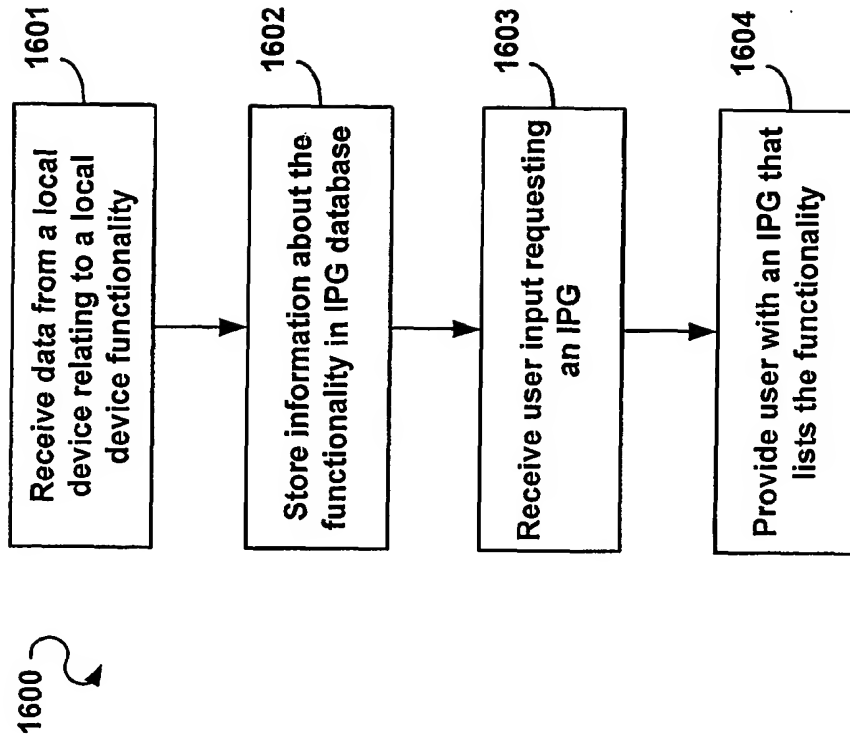 1600
1601
Receive data from a local
device relating to a local
device functionality
1602
Store information about the
functionality in IPG database
1603
Receive user input requesting
an IPG
1604
Provide user with an IPG that
lists the functionality